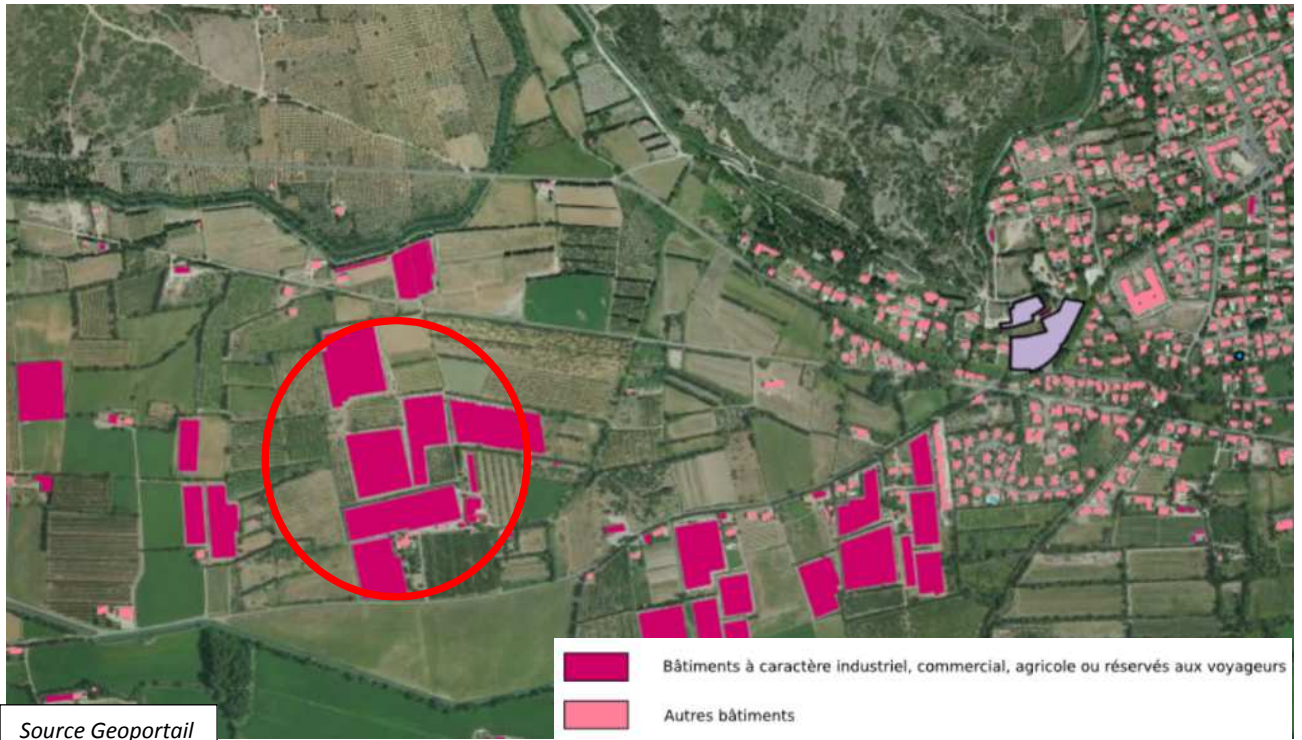 Bâtiments à caractère industriel, commercial, agricole ou réservés aux voyageurs
Autres bâtiments
Source Geoportail